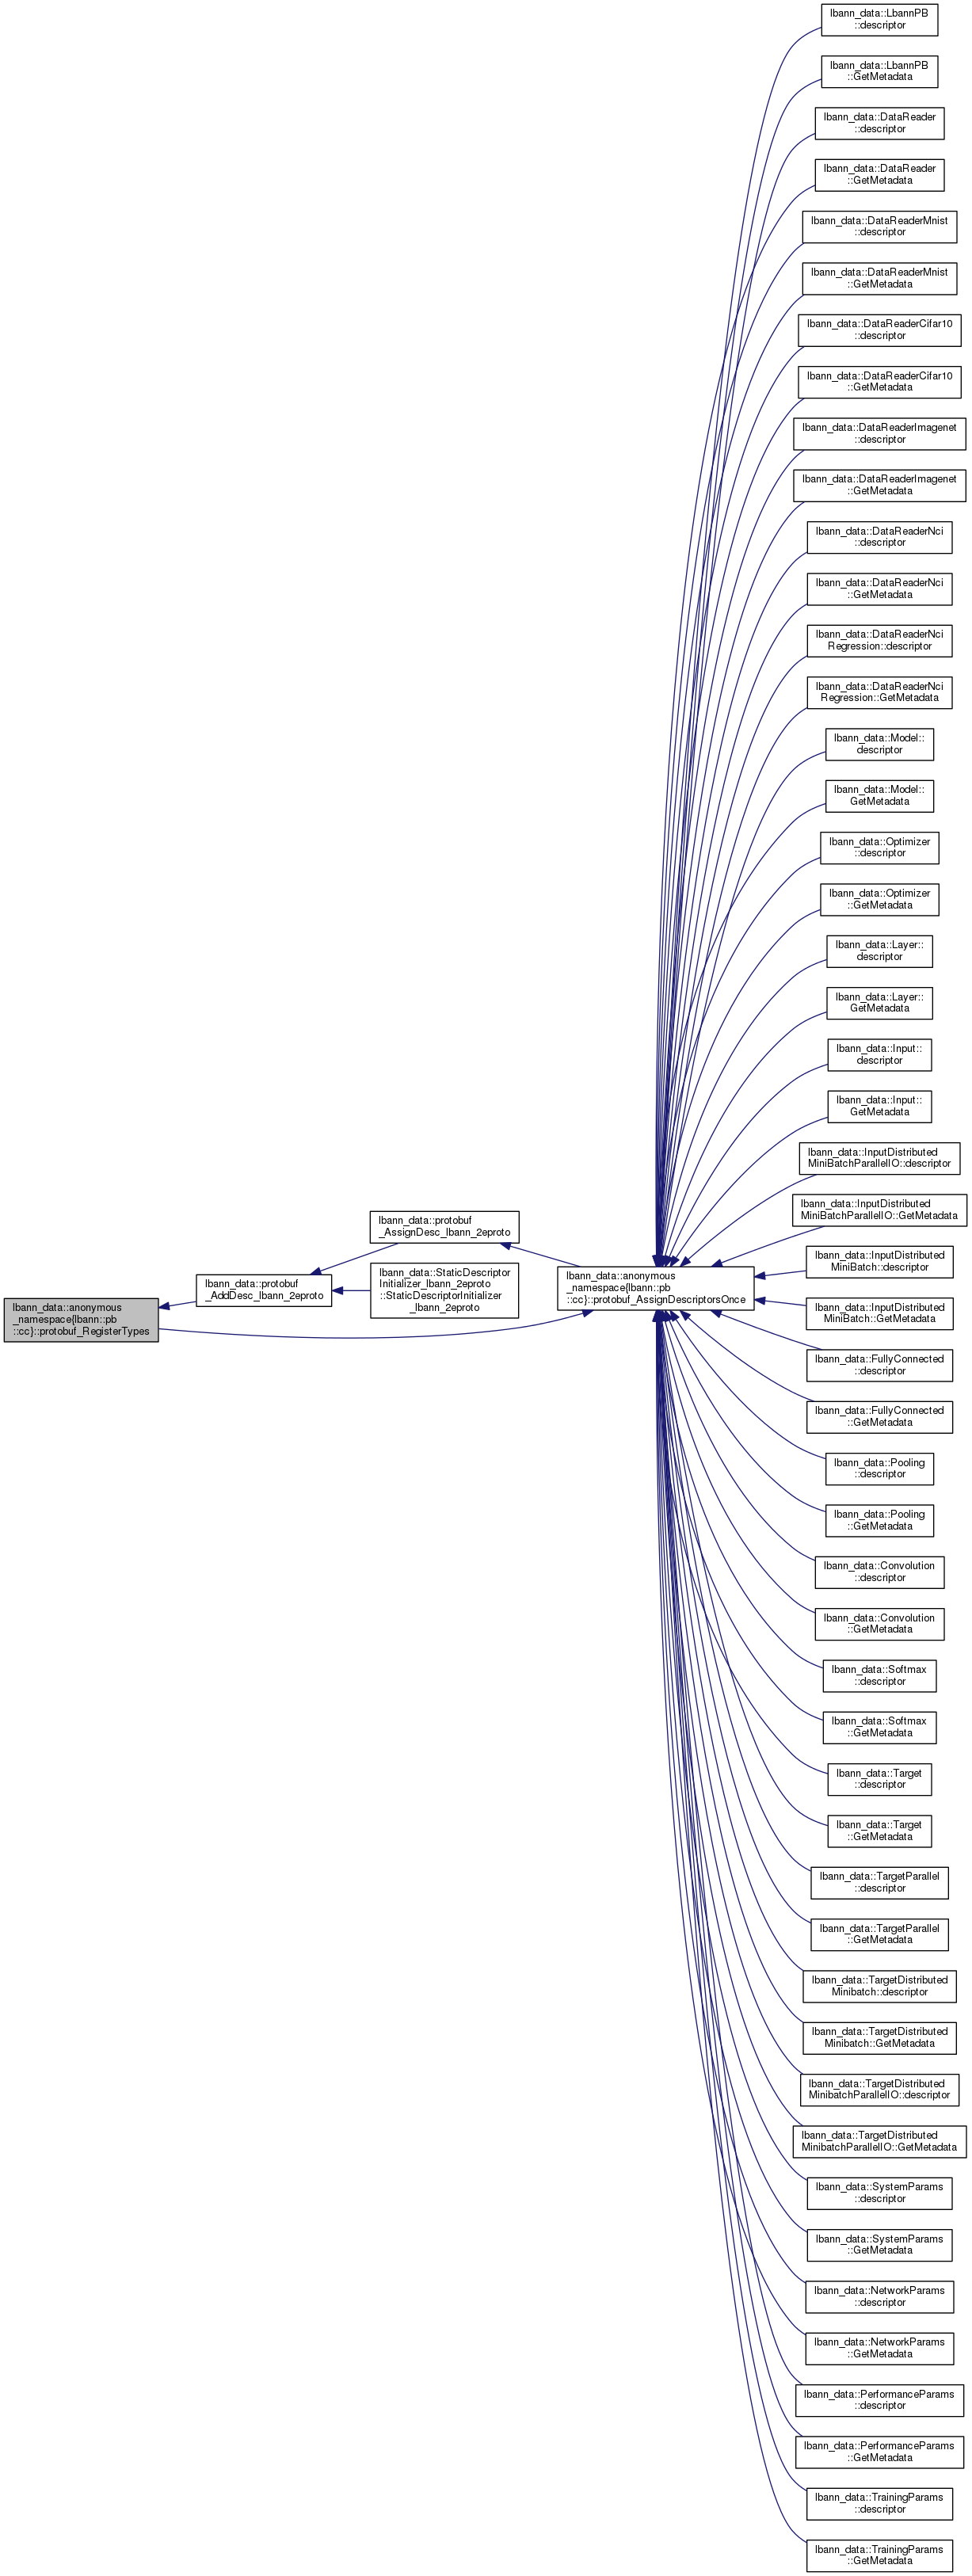 lbann_data::anonymous
_namespace{lbann::pb
::cc}::protobuf_RegisterTypes
lbann_data::protobuf
_AddDesc_lbann_2eproto
lbann_data::protobuf
_AssignDesc_lbann_2eproto
lbann_data::StaticDescriptor
Initializer_lbann_2eproto
::StaticDescriptorInitializer
_lbann_2eproto
lbann_data::anonymous
_namespace{lbann::pb
::cc}::protobuf_AssignDescriptorsOnce
lbann_data::LbannPB
::descriptor
lbann_data::LbannPB
::GetMetadata
lbann_data::DataReader
::descriptor
lbann_data::DataReader
::GetMetadata
lbann_data::DataReaderMnist
::descriptor
lbann_data::DataReaderMnist
::GetMetadata
lbann_data::DataReaderCifar10
::descriptor
lbann_data::DataReaderCifar10
::GetMetadata
lbann_data::DataReaderImagenet
::descriptor
lbann_data::DataReaderImagenet
::GetMetadata
lbann_data::DataReaderNci
::descriptor
lbann_data::DataReaderNci
::GetMetadata
lbann_data::DataReaderNci
Regression::descriptor
lbann_data::DataReaderNci
Regression::GetMetadata
lbann_data::Model::
descriptor
lbann_data::Model::
GetMetadata
lbann_data::Optimizer
::descriptor
lbann_data::Optimizer
::GetMetadata
lbann_data::Layer::
descriptor
lbann_data::Layer::
GetMetadata
lbann_data::Input::
descriptor
lbann_data::Input::
GetMetadata
lbann_data::InputDistributed
MiniBatchParallelIO::descriptor
lbann_data::InputDistributed
MiniBatchParallelIO::GetMetadata
lbann_data::InputDistributed
MiniBatch::descriptor
lbann_data::InputDistributed
MiniBatch::GetMetadata
lbann_data::FullyConnected
::descriptor
lbann_data::FullyConnected
::GetMetadata
lbann_data::Pooling
::descriptor
lbann_data::Pooling
::GetMetadata
lbann_data::Convolution
::descriptor
lbann_data::Convolution
::GetMetadata
lbann_data::Softmax
::descriptor
lbann_data::Softmax
::GetMetadata
lbann_data::Target
::descriptor
lbann_data::Target
::GetMetadata
lbann_data::TargetParallel
::descriptor
lbann_data::TargetParallel
::GetMetadata
lbann_data::TargetDistributed
Minibatch::descriptor
lbann_data::TargetDistributed
Minibatch::GetMetadata
lbann_data::TargetDistributed
MinibatchParallelIO::descriptor
lbann_data::TargetDistributed
MinibatchParallelIO::GetMetadata
lbann_data::SystemParams
::descriptor
lbann_data::SystemParams
::GetMetadata
lbann_data::NetworkParams
::descriptor
lbann_data::NetworkParams
::GetMetadata
lbann_data::PerformanceParams
::descriptor
lbann_data::PerformanceParams
::GetMetadata
lbann_data::TrainingParams
::descriptor
lbann_data::TrainingParams
::GetMetadata